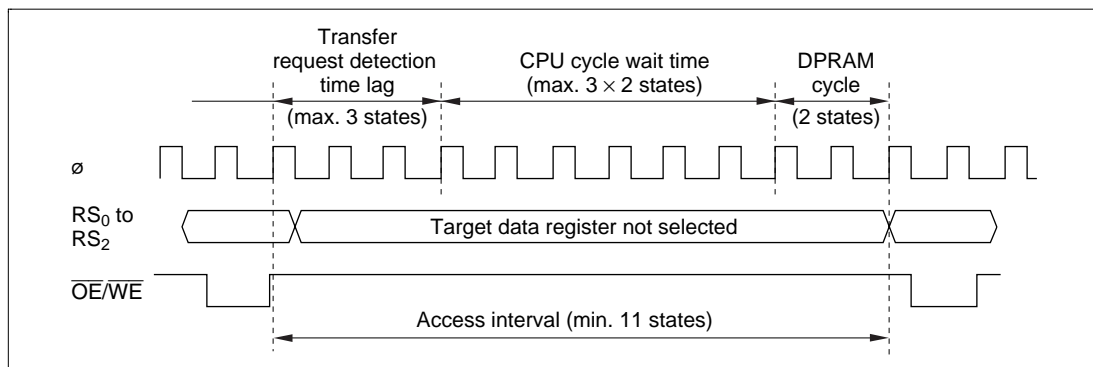 Transfer
request detection
time lag
(max. 3 states)
CPU cycle wait time
(max. 3 × 2 states)
DPRAM
cycle
(2 states)
ø
RS0 to
RS2
Target data register not selected
OE/WE
Access interval (min. 11 states)